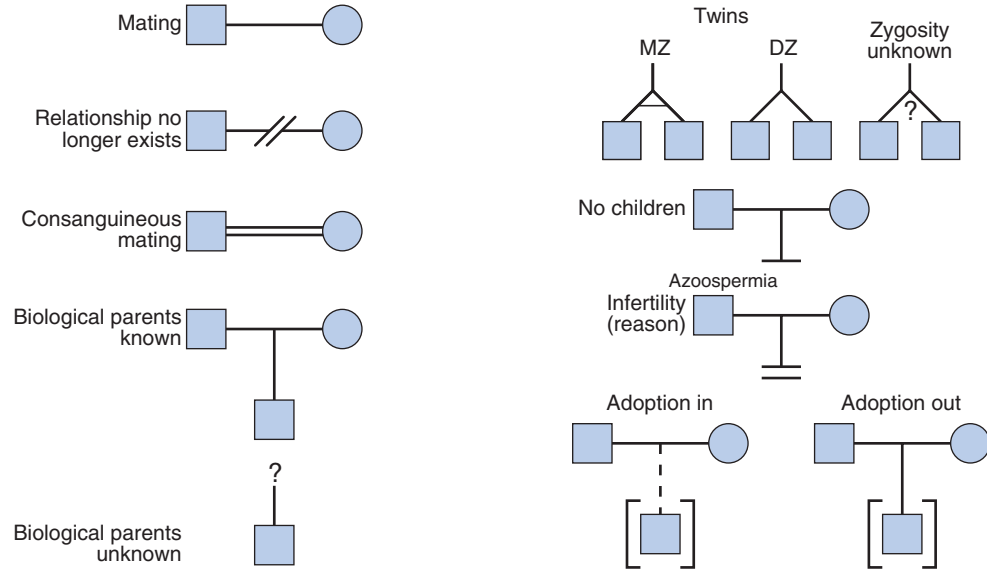 Mating
Relationship no
longer exists
Consanguineous
mating
Biological parents
known
?
Biological parents
unknown
Twins
MZ
DZ
Zygosity
unknown
?
No children
Azoospermia
Infertility
(reason)
Adoption in
Adoption out